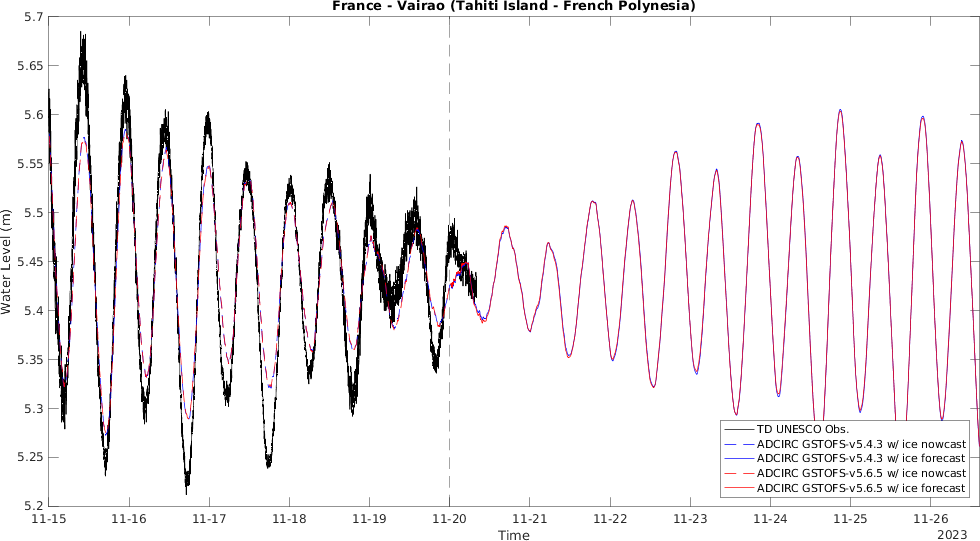 France - Vairao (Tahiti Island - French Polynesia)
5.7
5.65
5.6
5.55
5.5
5.45
5.4
5.35
5.3
5.25
5.2
Water Level (m)
TD UNESCO Obs.
ADCIRC GSTOFS-v5.4.3 w/ ice nowcast
ADCIRC GSTOFS-v5.4.3 w/ ice forecast
ADCIRC GSTOFS-v5.6.5 w/ ice nowcast
ADCIRC GSTOFS-v5.6.5 w/ ice forecast
11-15 11-16 11-17 11-18 11-19 11-20 11-21 11-22 11-23 11-24 11-25 11-26
Time
2023